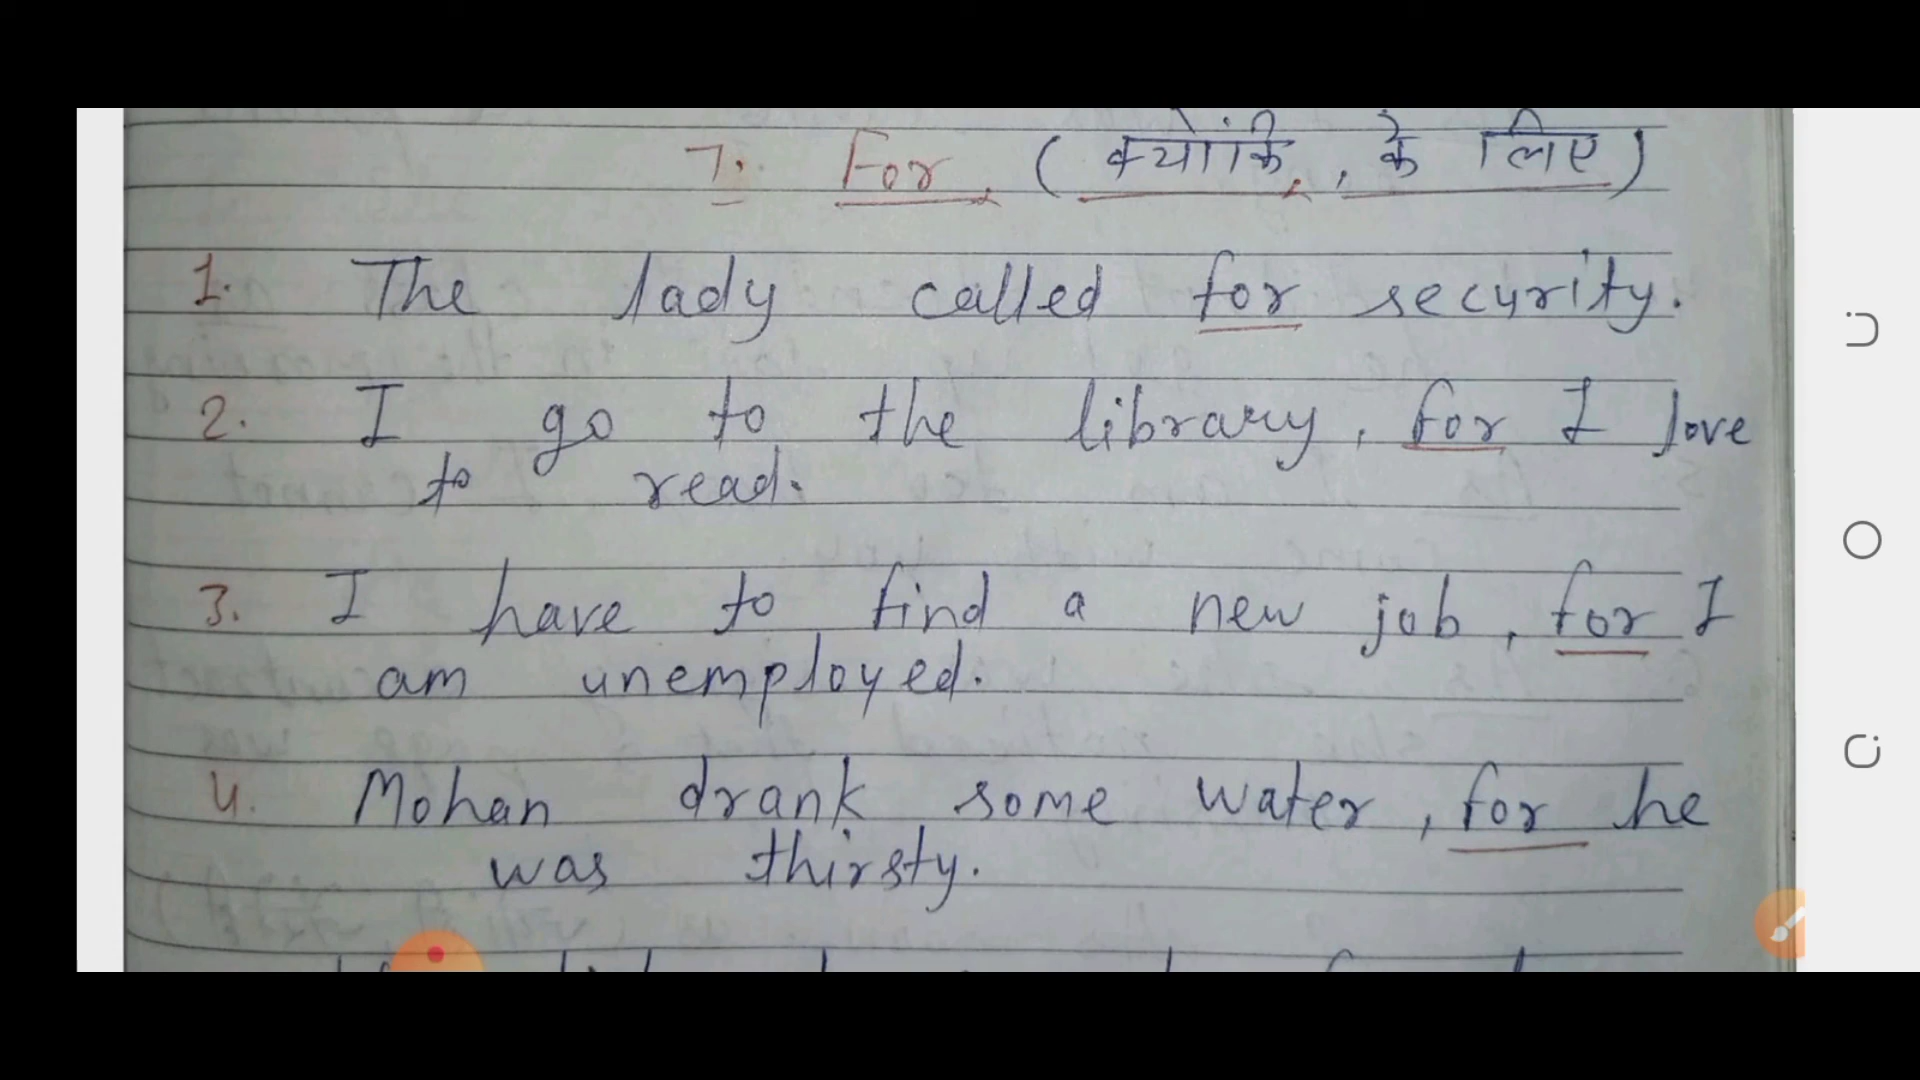 7. For, (क्योंकि, के लिए)
1. The lady called for security.
2. I go to the library, for I love
to read.
3. I have to find a new job, for I
am unemployed.
4. Mohan drank some water, for he
was thirsty.